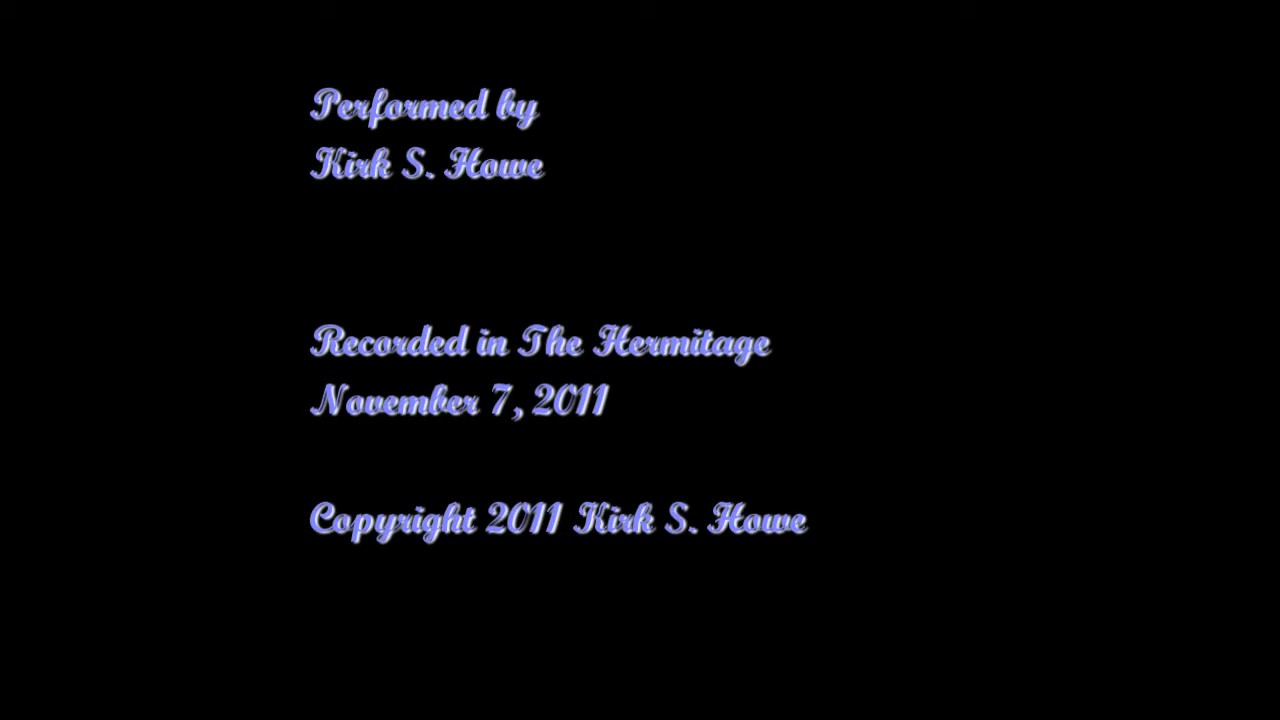 Performed by
Kirk S. Howe
Recorded in The Hermitage
November 7, 2011
Copyright 2011 Kirk S. Howe